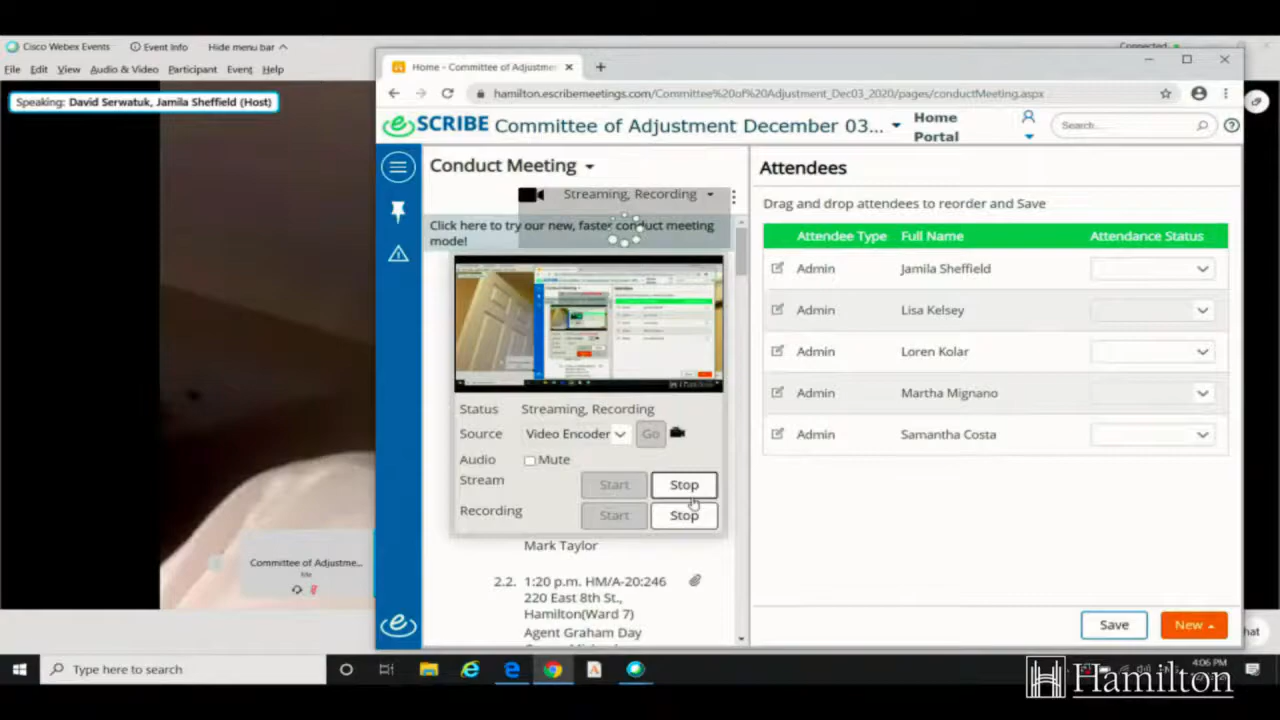 Cisco Webex Events
Event Info
Hide menu bar
Connected
File Edit View Audio & Video Participant Event Help
Speaking: David Serwatuk, Jamila Sheffield (Host)
Committee of Adjustme...
Me
Home - Committee of Adjustme
hamilton.escribemeetings.com/Committee%20of%20Adjustment_Dec03_2020/pages/conductMeeting.aspx
eSCRIBE Committee of Adjustment December 03...
Home
Portal
Search...
Conduct Meeting
Streaming, Recording
Click here to try our new, faster conduct meeting
mode!
Status Streaming, Recording
Source Video Encoder Go
Audio Mute
Stream Start Stop
Recording Start Stop
Mark Taylor
2.2. 1:20 p.m. HM/A-20:246
220 East 8th St.,
Hamilton(Ward 7)
Agent Graham Day
Attendees
Drag and drop attendees to reorder and Save
Attendee Type Full Name Attendance Status
Admin Jamila Sheffield
Admin Lisa Kelsey
Admin Loren Kolar
Admin Martha Mignano
Admin Samantha Costa
Save New
hat
Type here to search
4:06 PM
Hamilton